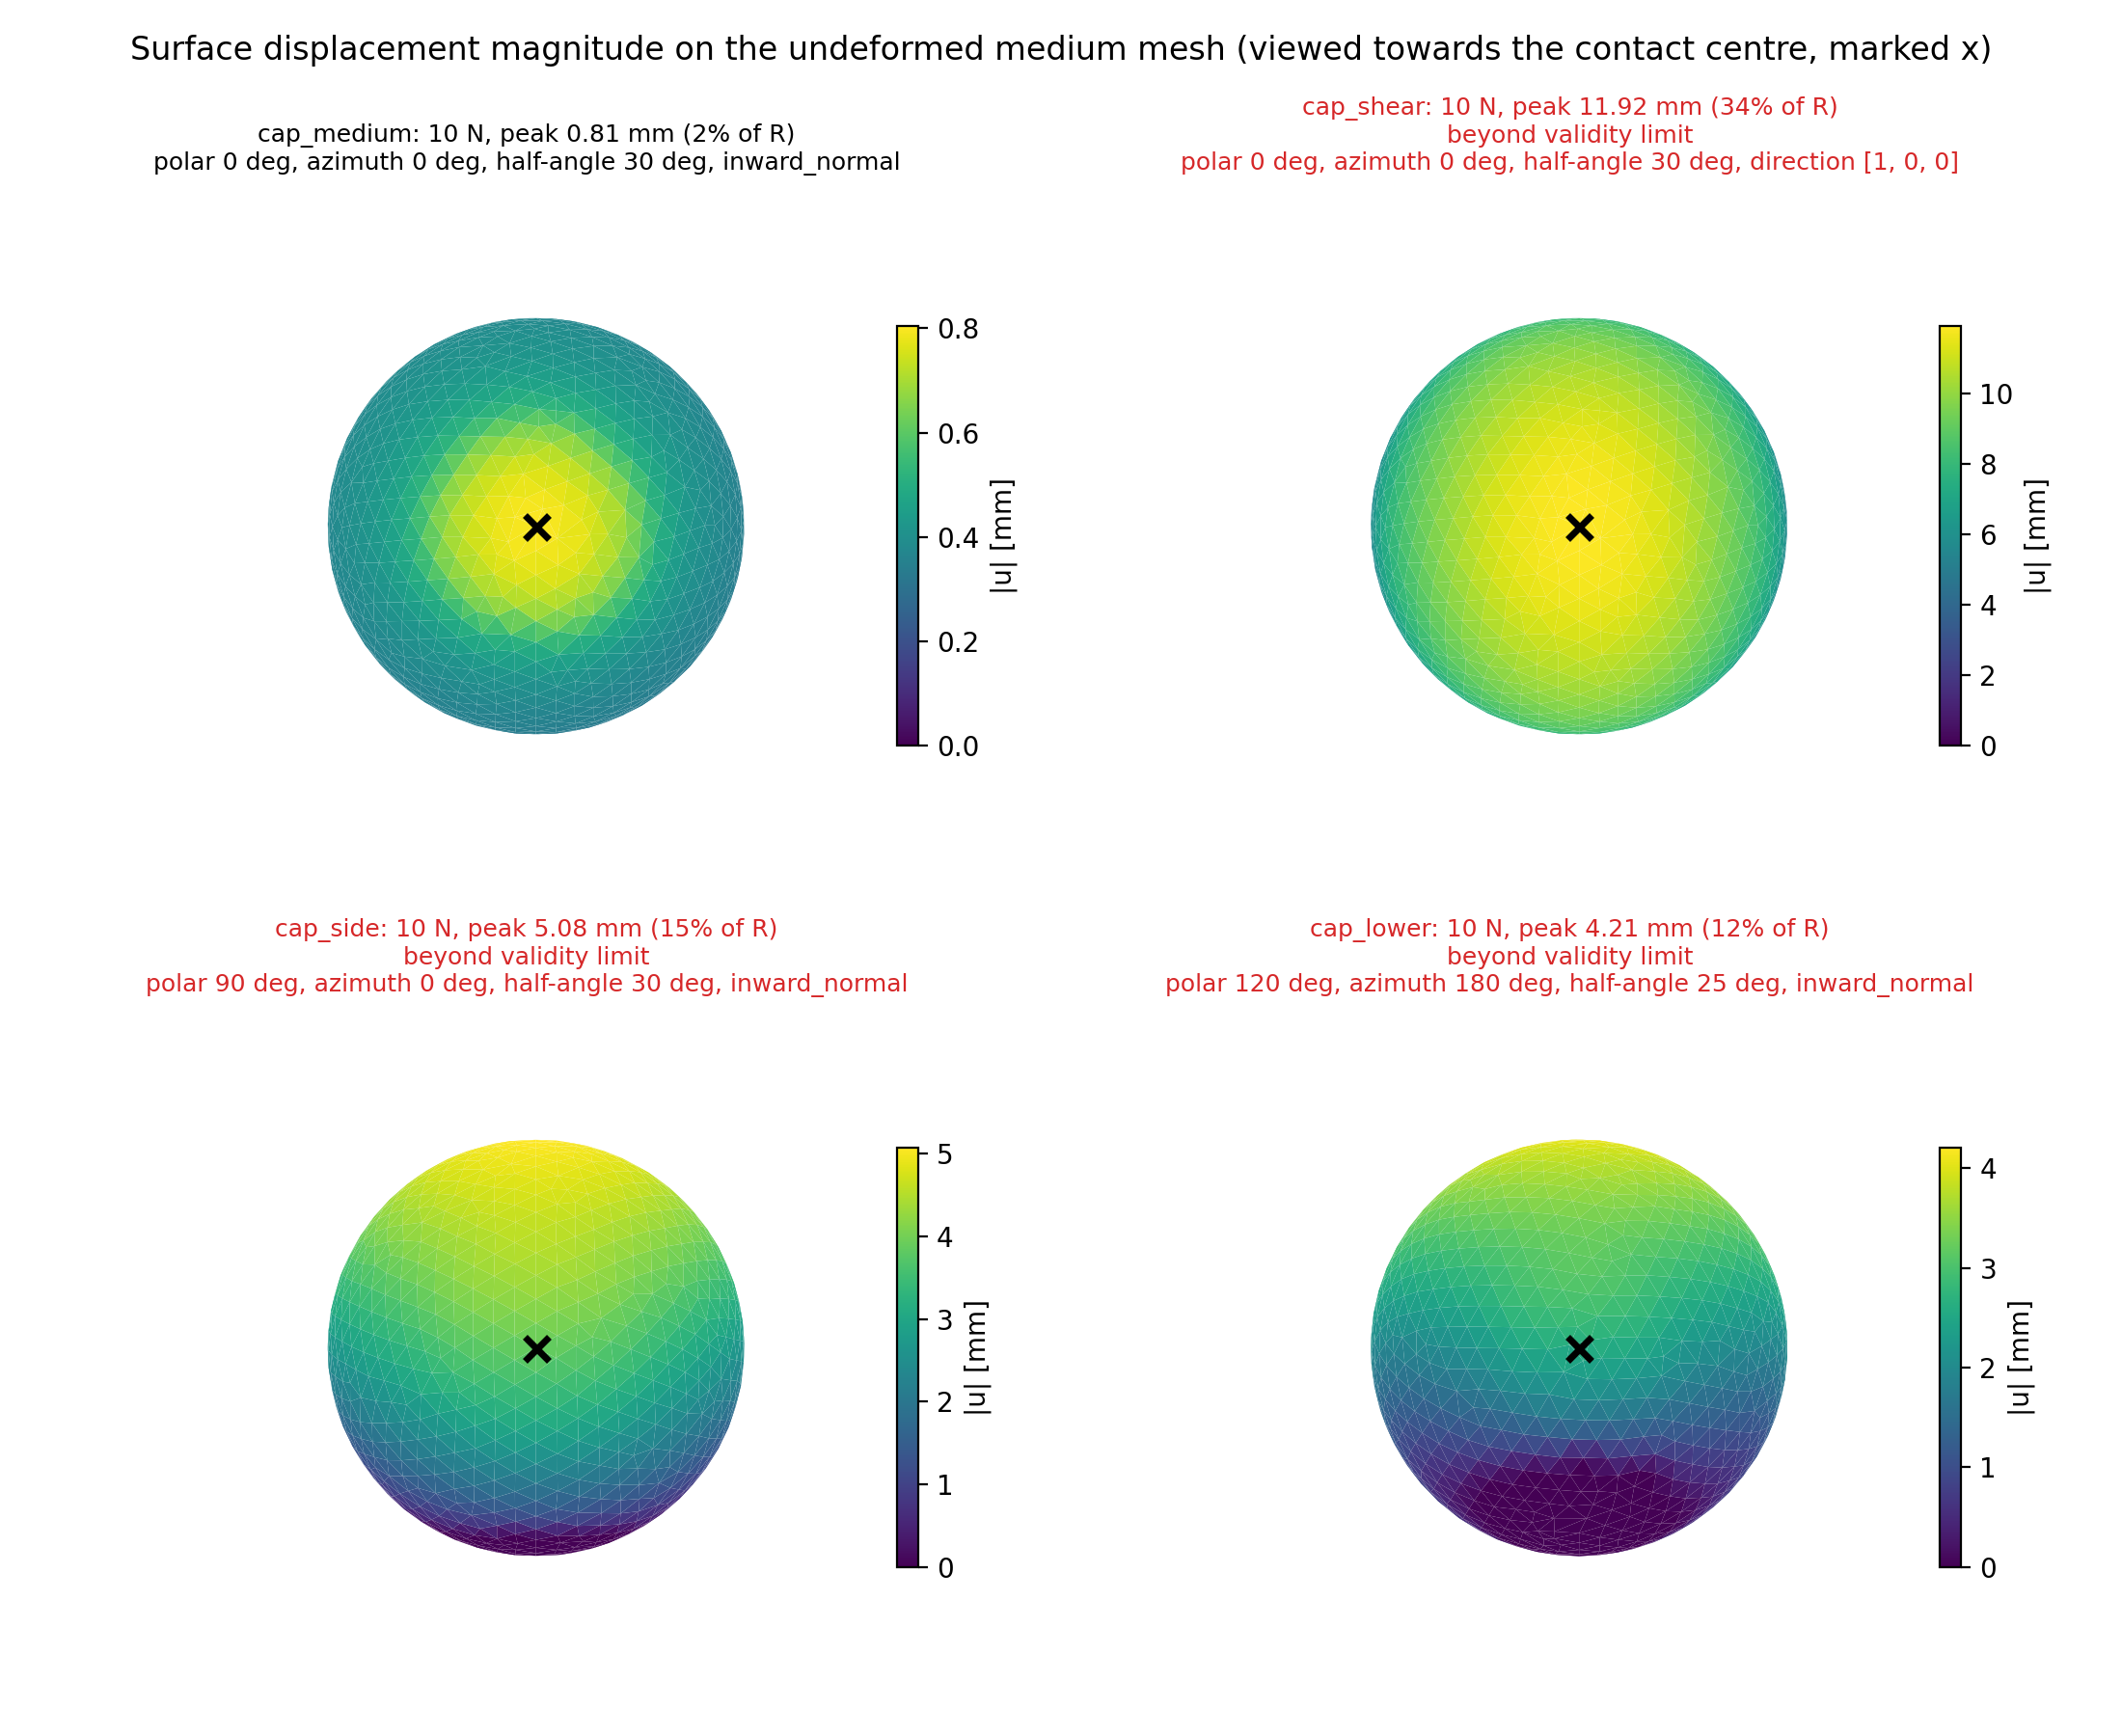 Surface displacement magnitude on the undeformed medium mesh (viewed towards the contact centre, marked x)
cap_medium: 10 N, peak 0.81 mm (2% of R)
polar 0 deg, azimuth 0 deg, half-angle 30 deg, inward_normal
0.8
0.6
0.4
0.2
0.0
|u| [mm]
cap_shear: 10 N, peak 11.92 mm (34% of R)
beyond validity limit
polar 0 deg, azimuth 0 deg, half-angle 30 deg, direction [1, 0, 0]
10
8
6
4
2
0
|u| [mm]
cap_side: 10 N, peak 5.08 mm (15% of R)
beyond validity limit
polar 90 deg, azimuth 0 deg, half-angle 30 deg, inward_normal
5
4
3
2
1
0
|u| [mm]
cap_lower: 10 N, peak 4.21 mm (12% of R)
beyond validity limit
polar 120 deg, azimuth 180 deg, half-angle 25 deg, inward_normal
4
3
2
1
0
|u| [mm]